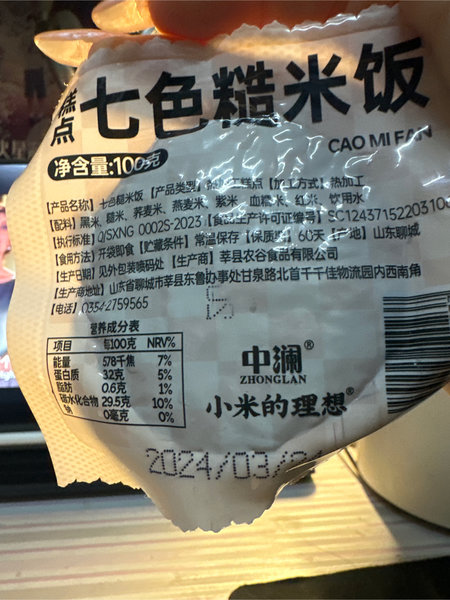 糕点
七色糙米饭
CAO MI FAN
净含量:100克
【产品名称】七色糙米饭 【产品类型】 工糕点 【加工方式】热加工
【配料】黑米、糙米、荞麦米、燕麦米、紫米、血糯米、红米、饮用水
【执行标准】Q/SXNG 0002S-2023 【食品生产许可证编号】SC1243715220310
【食用方法】开袋即食 【贮藏条件】常温保存 【保质期】60天 【产地】山东聊城
【生产日期】见外包装喷码处 【生产商】莘县农谷食品有限公司
【生产商地址】山东省聊城市莘县东鲁办事处甘泉路北首千千佳物流园内西南角
【电话】0354-2759565
营养成分表
项目 每100克 NRV%
能量 578千焦 7%
蛋白质 32克 5%
脂肪 0.6克 1%
碳水化合物 29.5克 10%
钠 0毫克 0%
中澜®
ZHONGLAN
小米的理想®
2024/03/